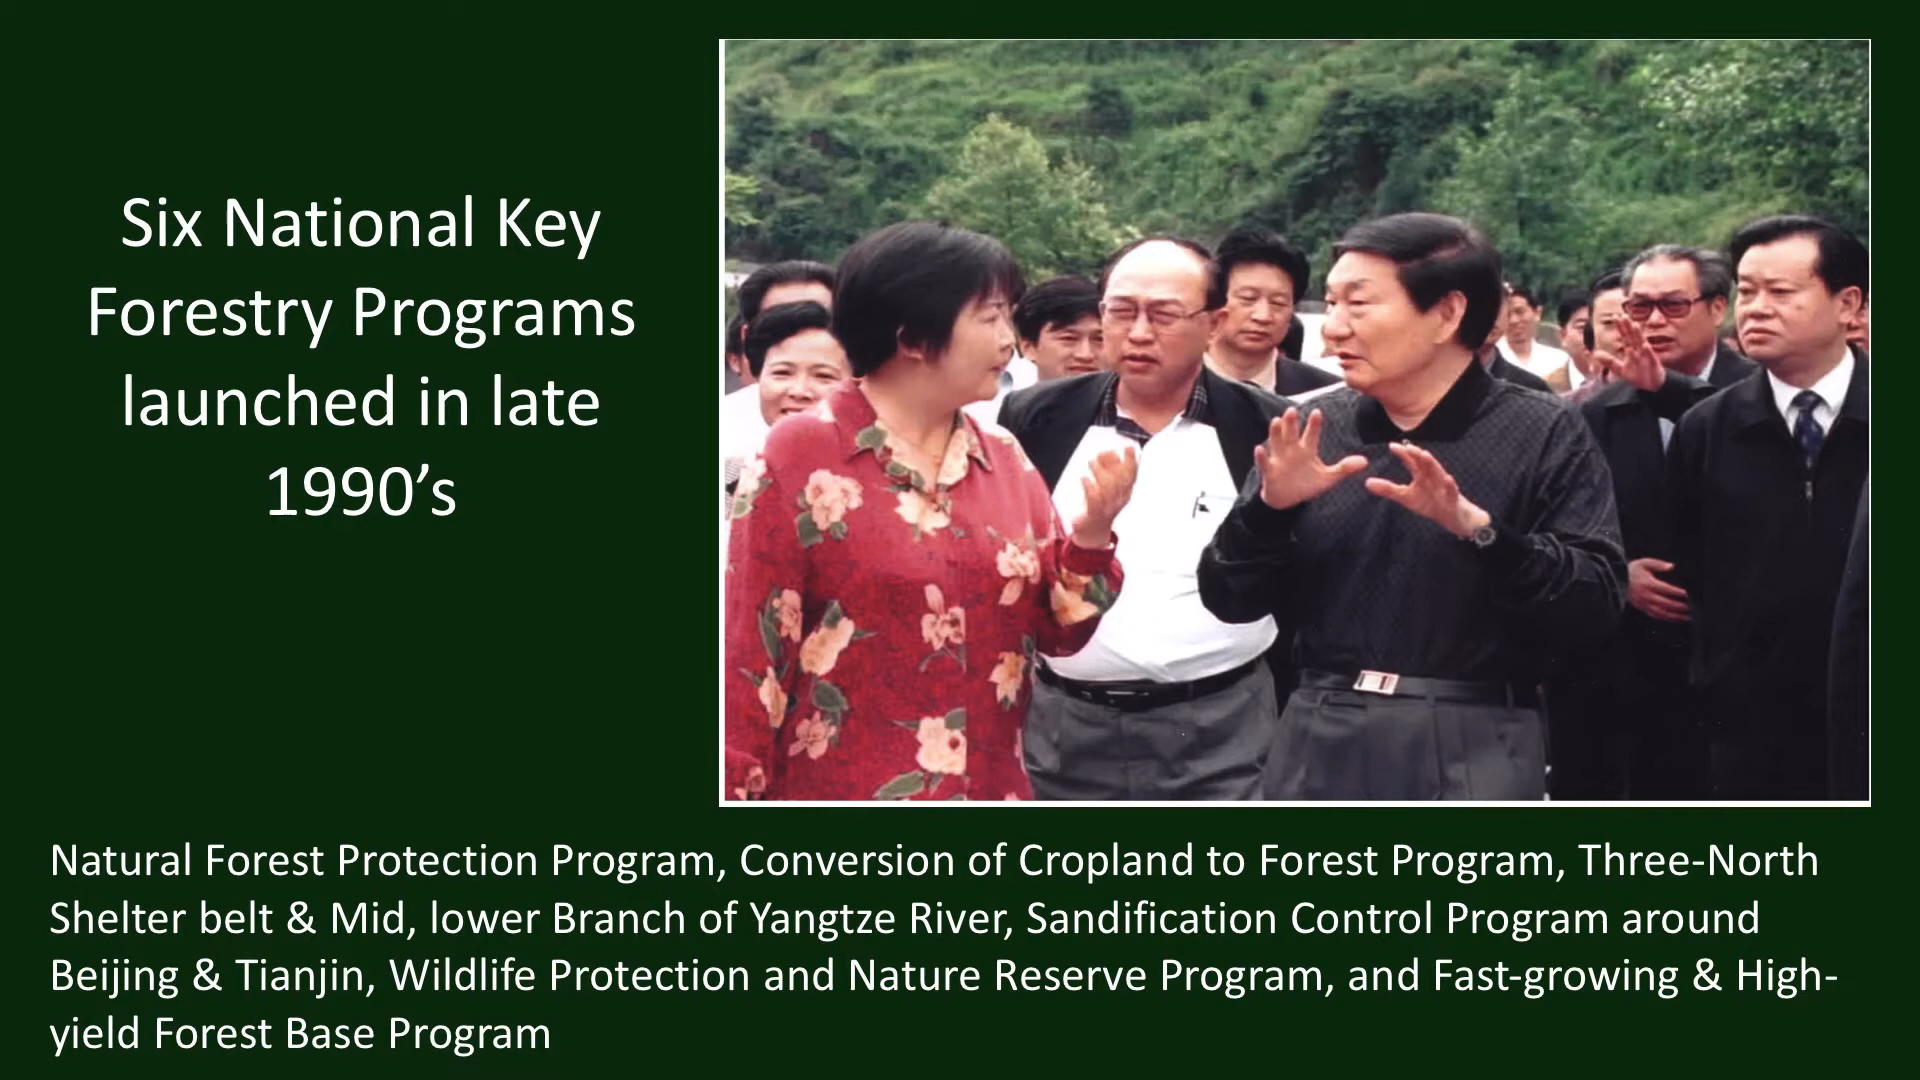 Six National Key
Forestry Programs
launched in late
1990’s
Natural Forest Protection Program, Conversion of Cropland to Forest Program, Three-North
Shelter belt & Mid, lower Branch of Yangtze River, Sandification Control Program around
Beijing & Tianjin, Wildlife Protection and Nature Reserve Program, and Fast-growing & High-
yield Forest Base Program